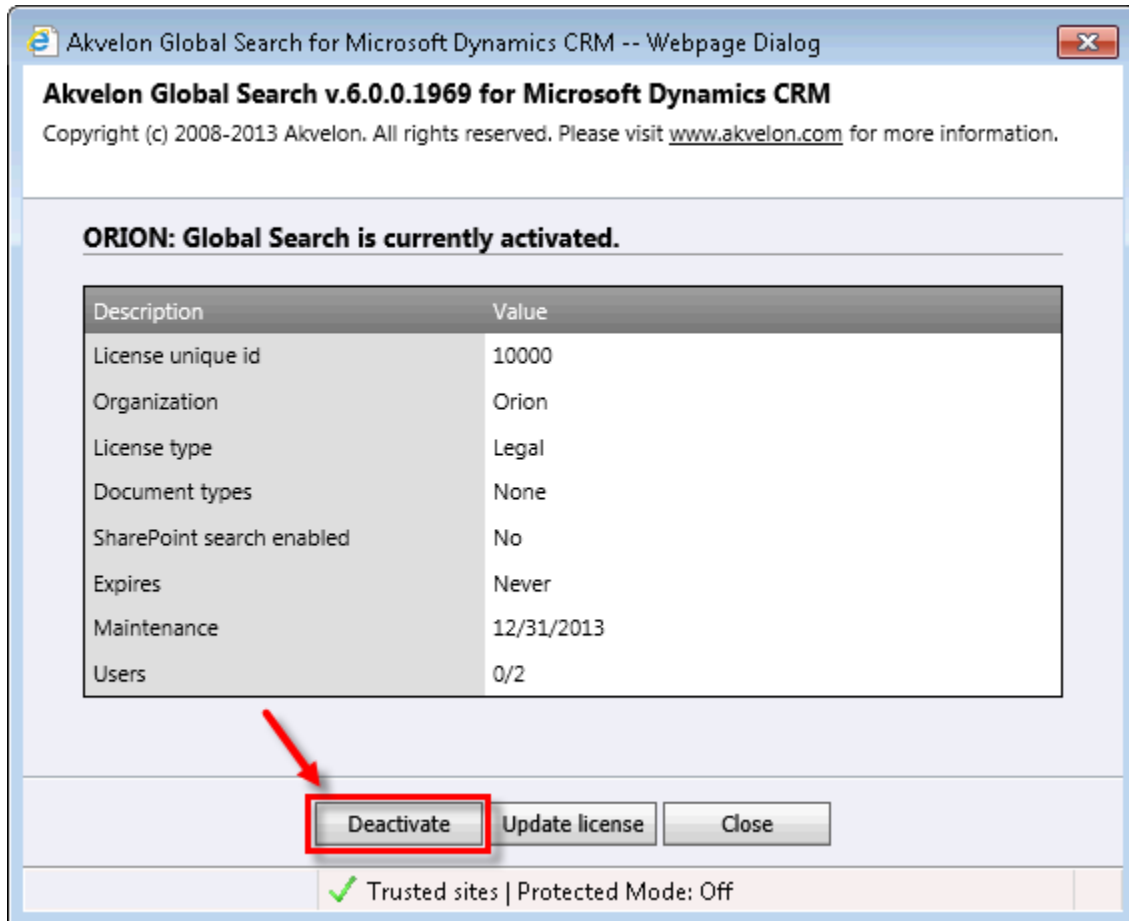 Akvelon Global Search for Microsoft Dynamics CRM -- Webpage Dialog
Akvelon Global Search v.6.0.0.1969 for Microsoft Dynamics CRM
Copyright (c) 2008-2013 Akvelon. All rights reserved. Please visit www.akvelon.com for more information.
ORION: Global Search is currently activated.
Description Value
License unique id 10000
Organization Orion
License type Legal
Document types None
SharePoint search enabled No
Expires Never
Maintenance 12/31/2013
Users 0/2
Deactivate Update license Close
Trusted sites | Protected Mode: Off